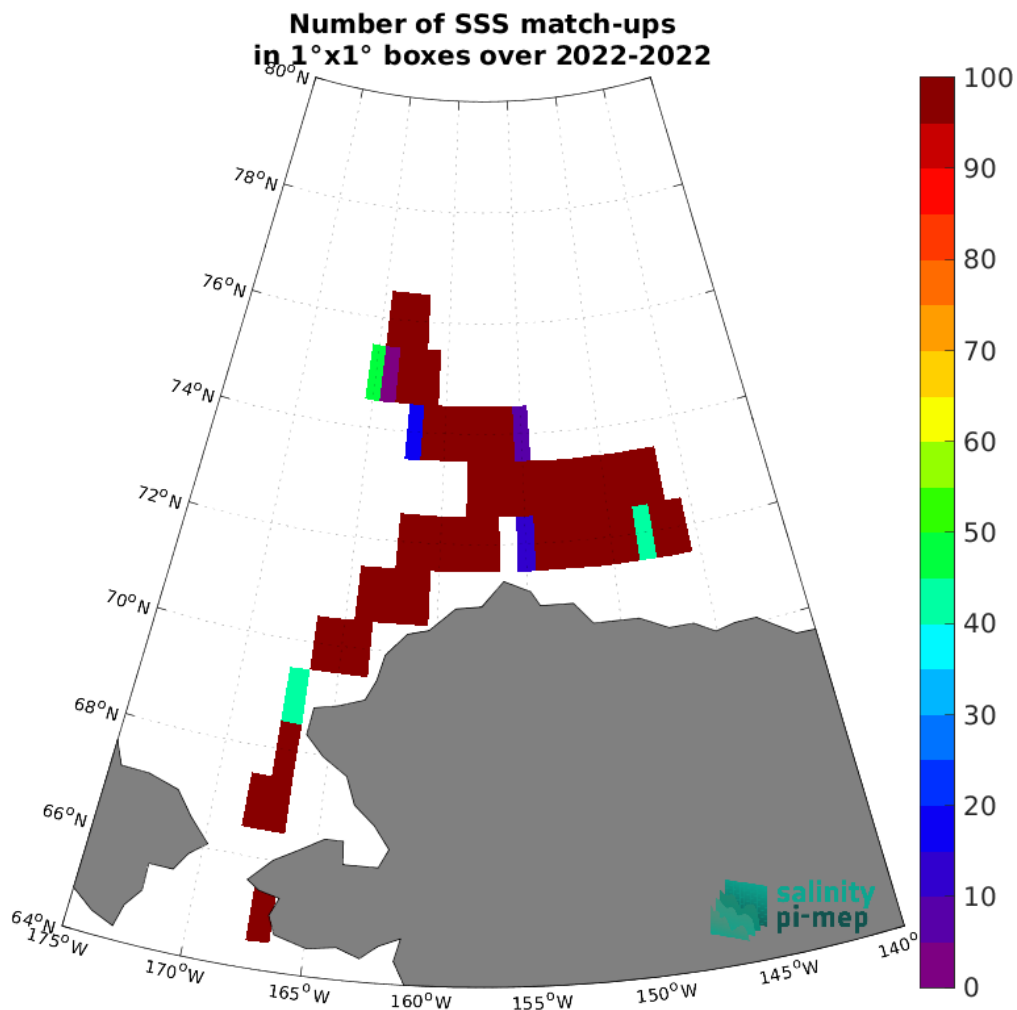 Number of SSS match-ups
in 1°x1° boxes over 2022-2022
80°N
78°N
76°N
74°N
72°N
70°N
68°N
66°N
64°N
175°W
170°W
165°W
160°W
155°W
150°W
145°W
140°
100
90
80
70
60
50
40
30
20
10
0
salinity
pi-mep